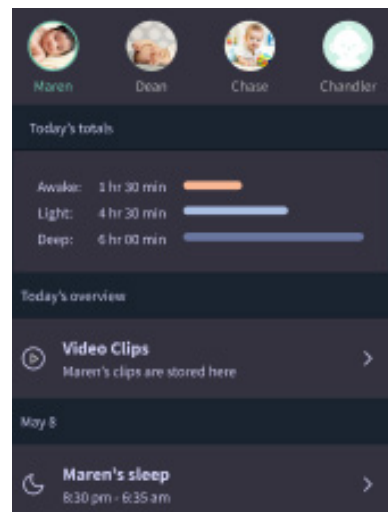 Maren Dean Chase Chandler
Today's totals
Awake: 1 hr 30 min
Light: 4 hr 30 min
Deep: 6 hr 00 min
Today's overview
Video Clips
Maren's clips are stored here
May 8
Maren's sleep
8:30 pm - 6:35 am